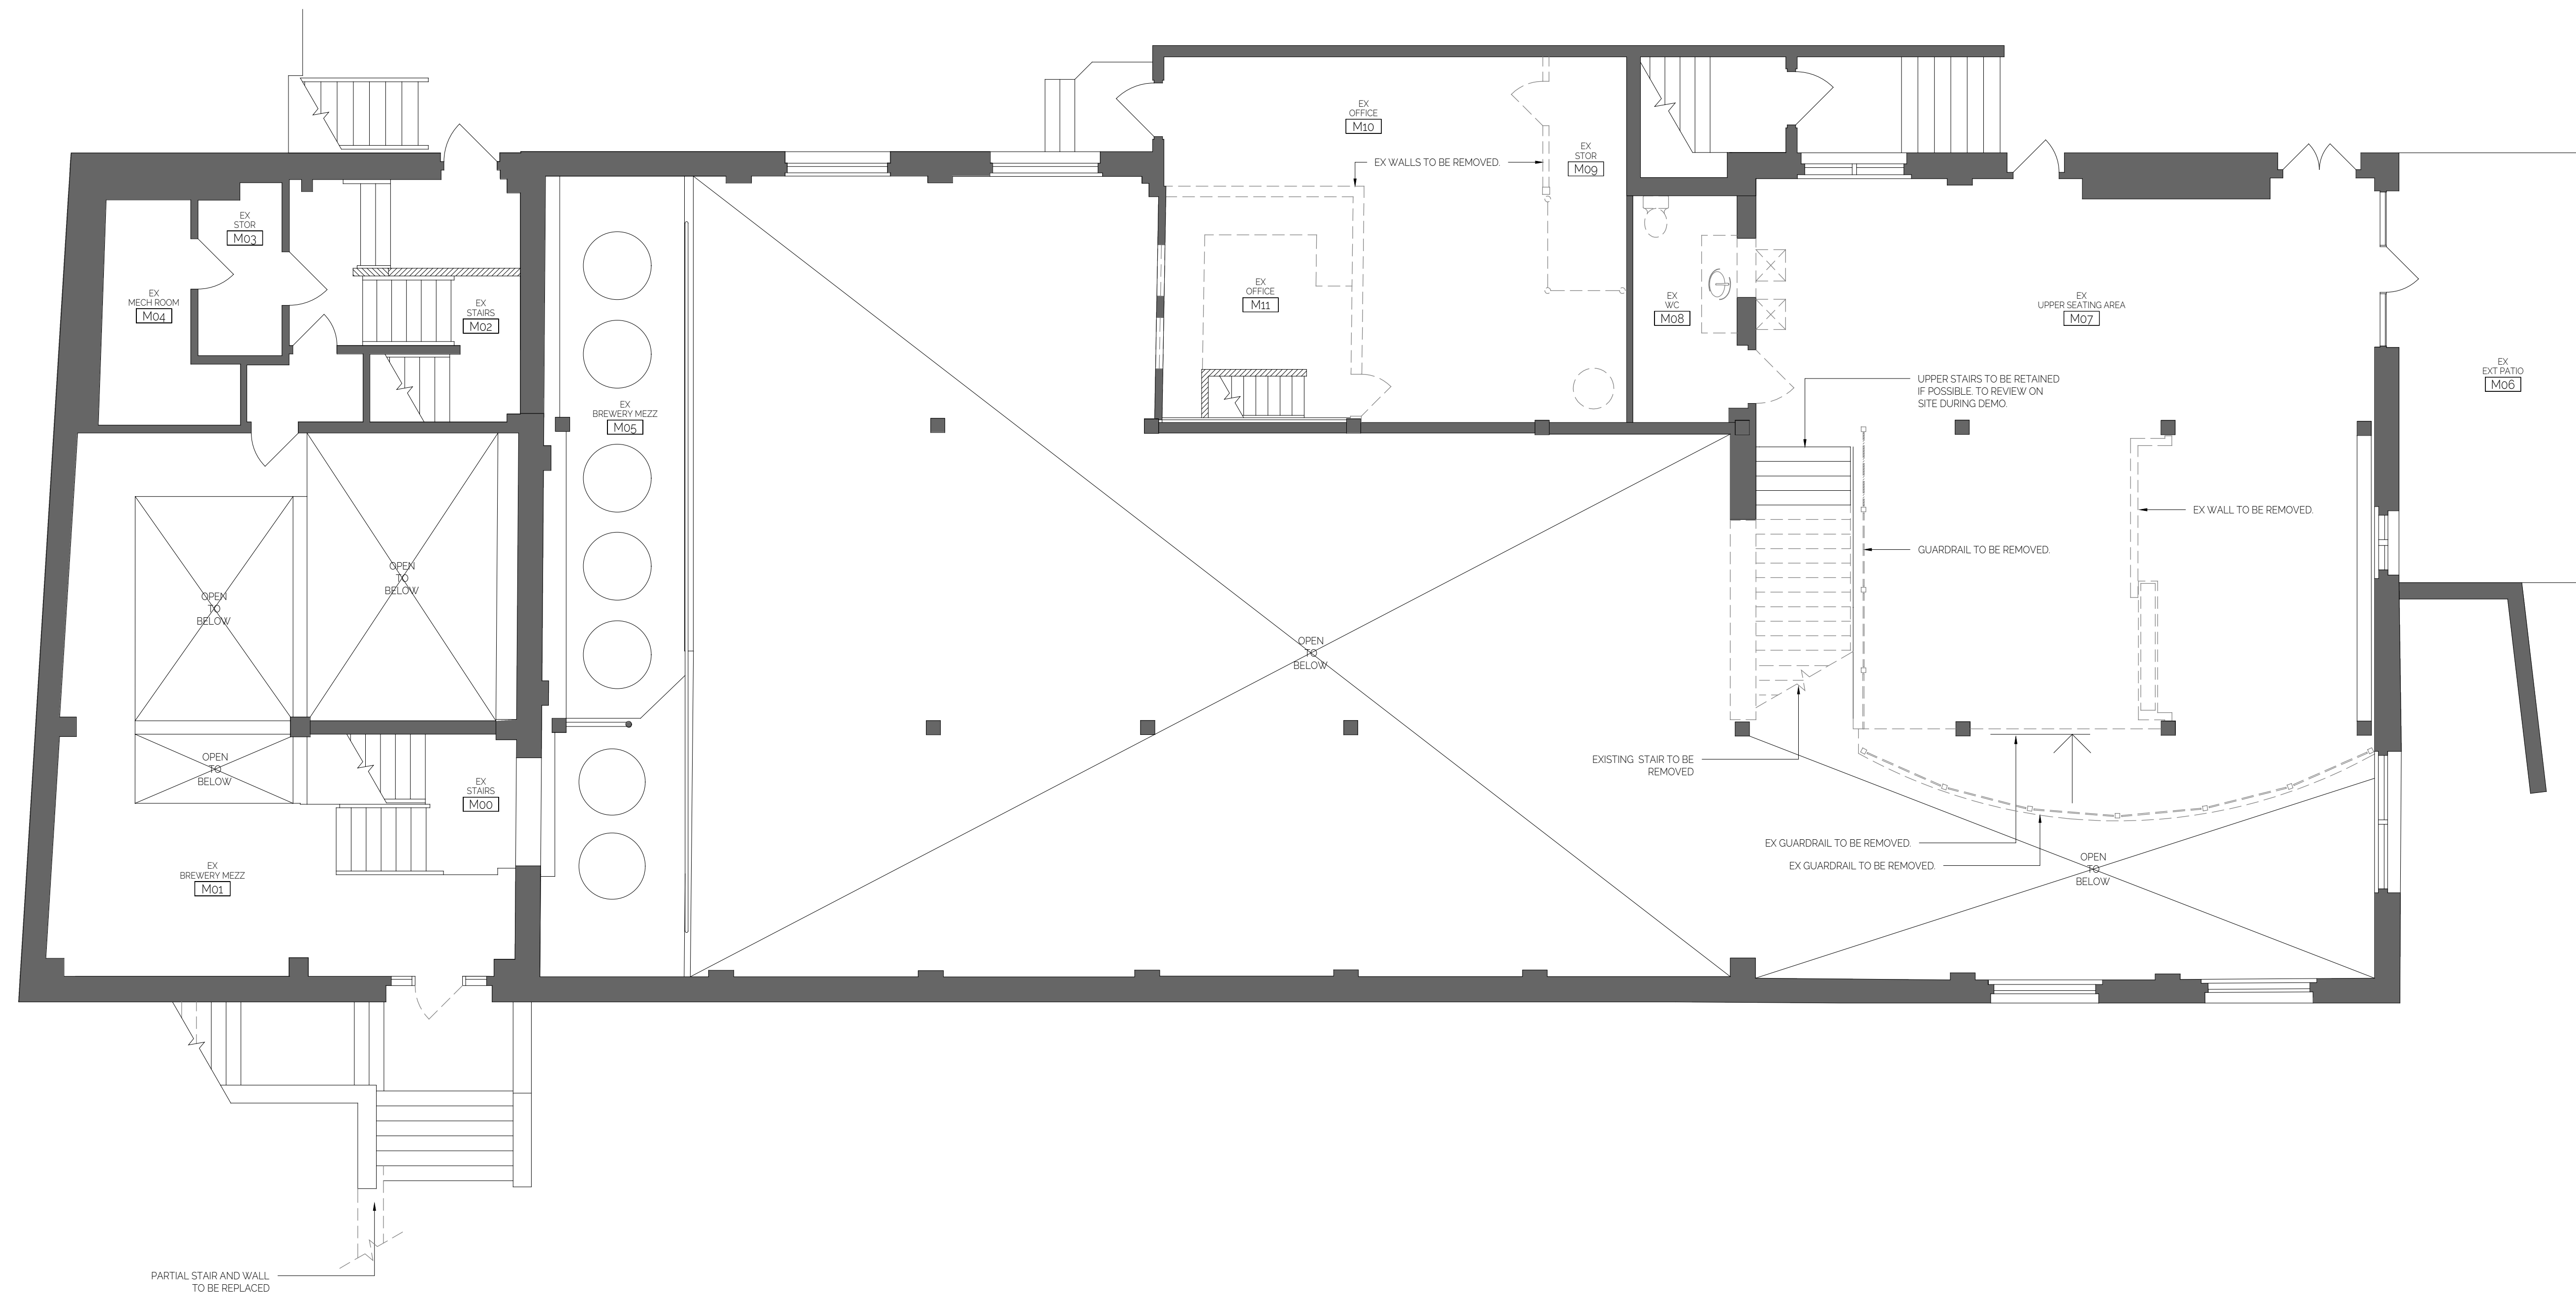 EX
OFFICE
M10
EX WALLS TO BE REMOVED.
EX
STOR
M09
EX
STOR
M03
EX
MECH ROOM
M04
EX
STAIRS
M02
EX
OFFICE
M11
EX
WC
M08
EX
UPPER SEATING AREA
M07
EX
EXT PATIO
M06
EX
BREWERY MEZZ
M05
UPPER STAIRS TO BE RETAINED
IF POSSIBLE. TO REVIEW ON
SITE DURING DEMO.
EX WALL TO BE REMOVED.
GUARDRAIL TO BE REMOVED.
OPEN
TO
BELOW
OPEN
TO
BELOW
OPEN
TO
BELOW
OPEN
TO
BELOW
EX
STAIRS
M00
EXISTING STAIR TO BE
REMOVED
EX GUARDRAIL TO BE REMOVED.
EX GUARDRAIL TO BE REMOVED.
OPEN
TO
BELOW
EX
BREWERY MEZZ
M01
PARTIAL STAIR AND WALL
TO BE REPLACED